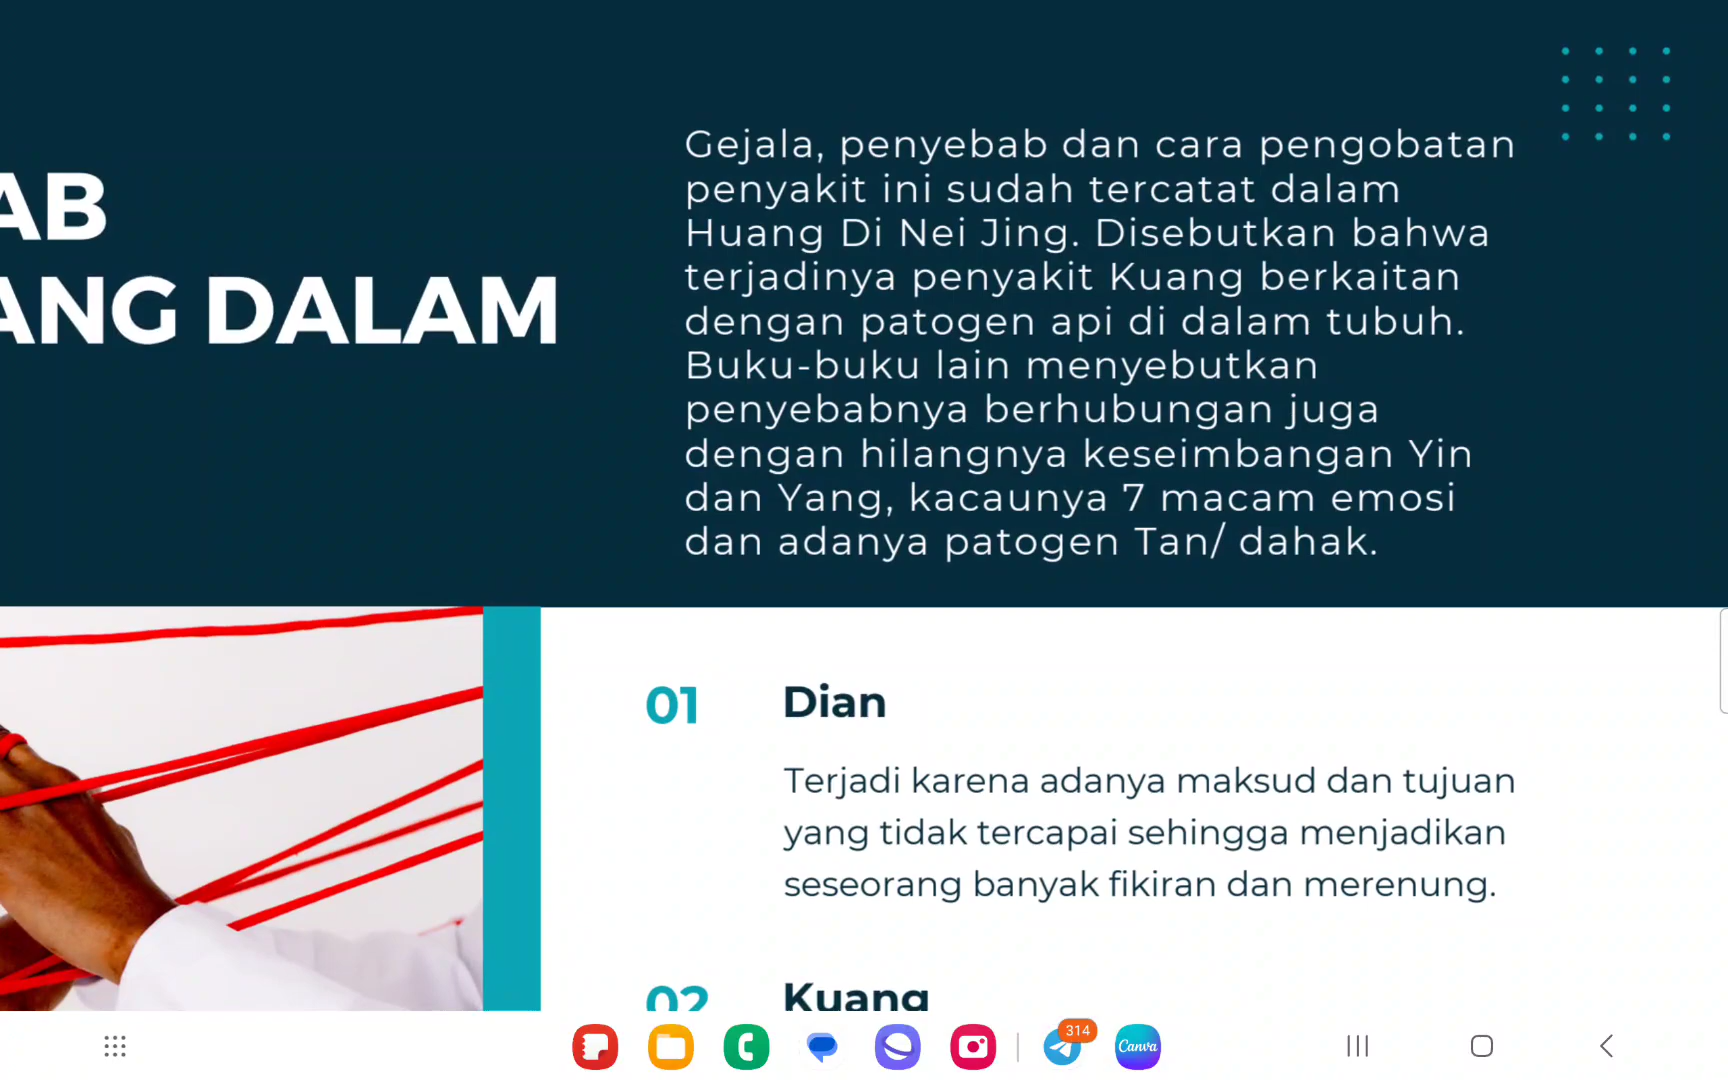 AB
ANG DALAM
Gejala, penyebab dan cara pengobatan
penyakit ini sudah tercatat dalam
Huang Di Nei Jing. Disebutkan bahwa
terjadinya penyakit Kuang berkaitan
dengan patogen api di dalam tubuh.
Buku-buku lain menyebutkan
penyebabnya berhubungan juga
dengan hilangnya keseimbangan Yin
dan Yang, kacaunya 7 macam emosi
dan adanya patogen Tan/ dahak.
01 Dian
Terjadi karena adanya maksud dan tujuan
yang tidak tercapai sehingga menjadikan
seseorang banyak fikiran dan merenung.
02 Kuang
314
Canva